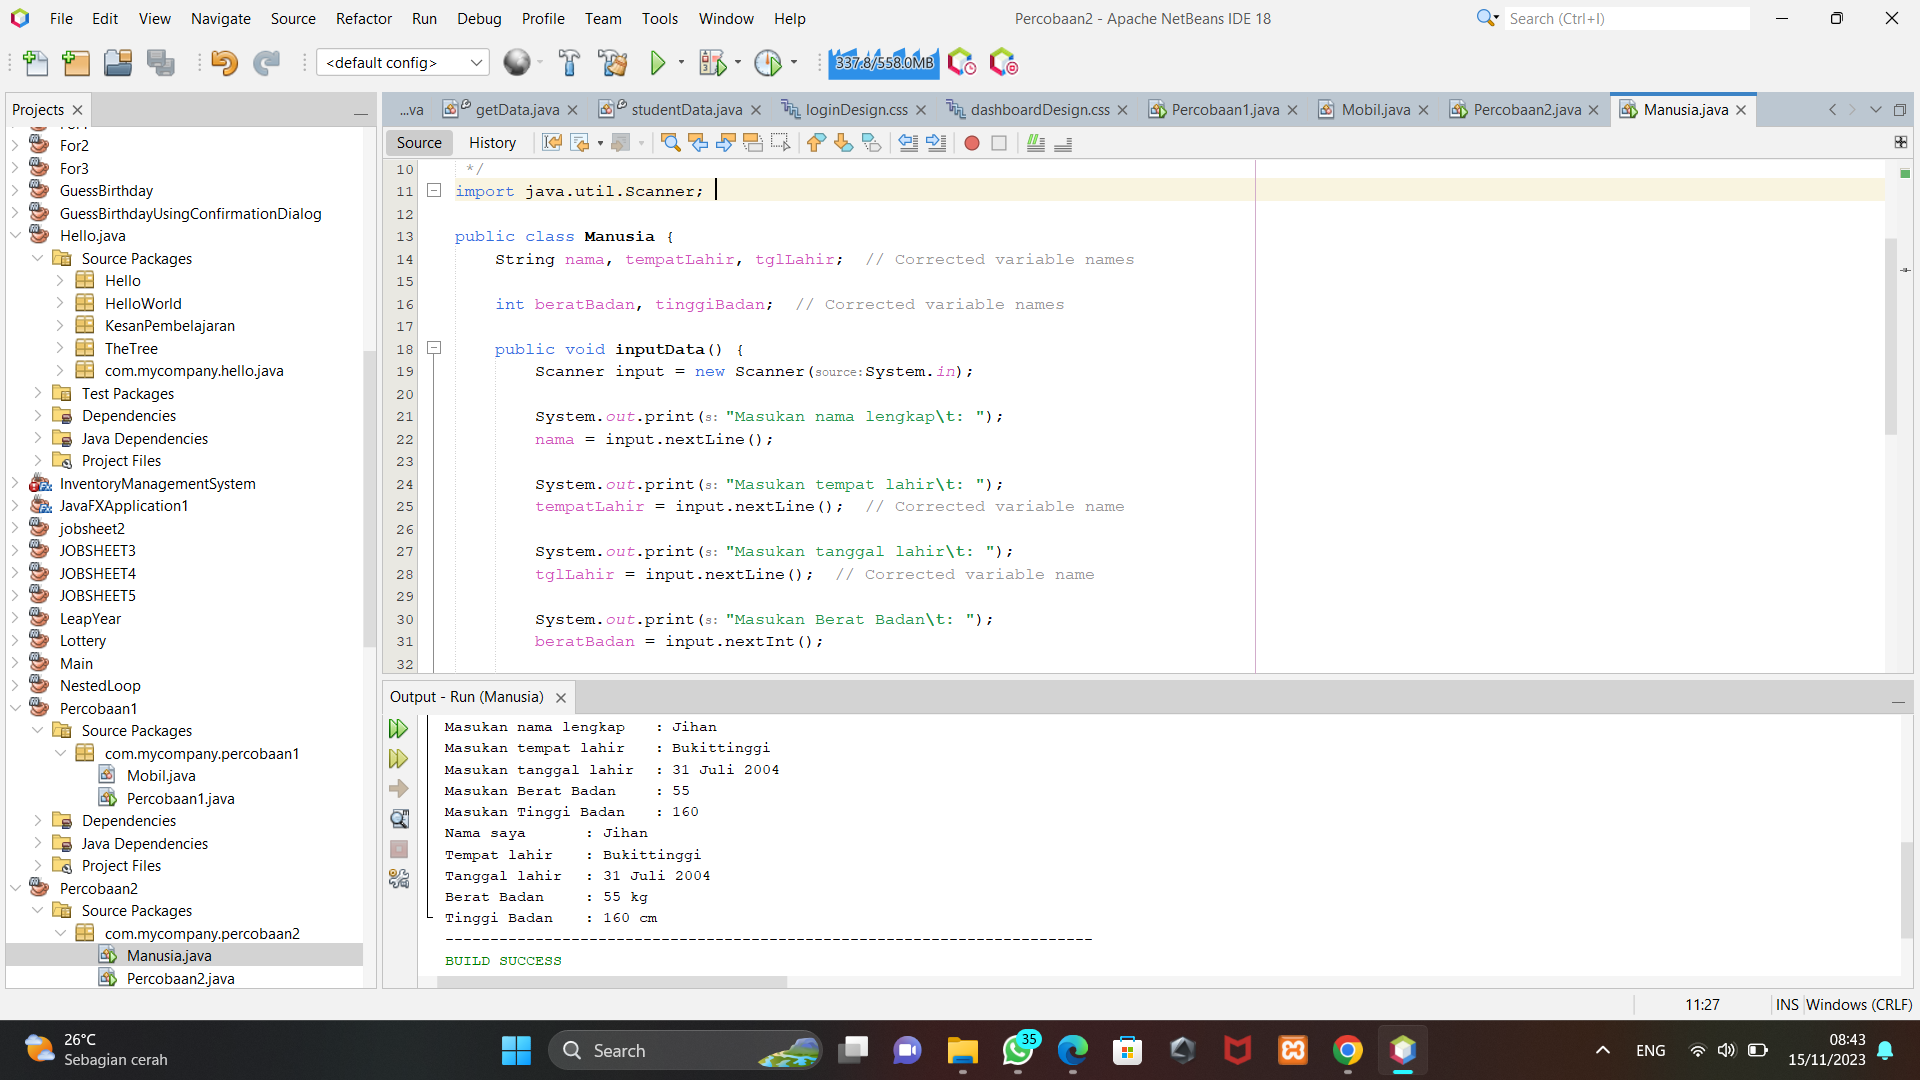 File Edit View Navigate Source Refactor Run Debug Profile Team Tools Window Help Percobaan2 - Apache NetBeans IDE 18 Search (Ctrl+I)
<default config> 337.8/558.0MB
Projects
For2
For3
GuessBirthday
GuessBirthdayUsingConfirmationDialog
Hello.java
Source Packages
Hello
HelloWorld
KesanPembelajaran
TheTree
com.mycompany.hello.java
Test Packages
Dependencies
Java Dependencies
Project Files
InventoryManagementSystem
JavaFXApplication1
jobsheet2
JOBSHEET3
JOBSHEET4
JOBSHEET5
LeapYear
Lottery
Main
NestedLoop
Percobaan1
Source Packages
com.mycompany.percobaan1
Mobil.java
Percobaan1.java
Dependencies
Java Dependencies
Project Files
Percobaan2
Source Packages
com.mycompany.percobaan2
Manusia.java
Percobaan2.java
...va getData.java studentData.java loginDesign.css dashboardDesign.css Percobaan1.java Mobil.java Percobaan2.java Manusia.java
Source History
10 */
11 import java.util.Scanner;
12
13 public class Manusia {
14 String nama, tempatLahir, tglLahir; // Corrected variable names
15
16 int beratBadan, tinggiBadan; // Corrected variable names
17
18 public void inputData() {
19 Scanner input = new Scanner(source:System.in);
20
21 System.out.print(s: "Masukan nama lengkap\t: ");
22 nama = input.nextLine();
23
24 System.out.print(s: "Masukan tempat lahir\t: ");
25 tempatLahir = input.nextLine(); // Corrected variable name
26
27 System.out.print(s: "Masukan tanggal lahir\t: ");
28 tglLahir = input.nextLine(); // Corrected variable name
29
30 System.out.print(s: "Masukan Berat Badan\t: ");
31 beratBadan = input.nextInt();
32
Output - Run (Manusia)
Masukan nama lengkap : Jihan
Masukan tempat lahir : Bukittinggi
Masukan tanggal lahir : 31 Juli 2004
Masukan Berat Badan : 55
Masukan Tinggi Badan : 160
Nama saya : Jihan
Tempat lahir : Bukittinggi
Tanggal lahir : 31 Juli 2004
Berat Badan : 55 kg
Tinggi Badan : 160 cm
------------------------------------------------------------------------
BUILD SUCCESS
11:27 INS Windows (CRLF)
26°C
Sebagian cerah
Search
35
ENG
08:43
15/11/2023